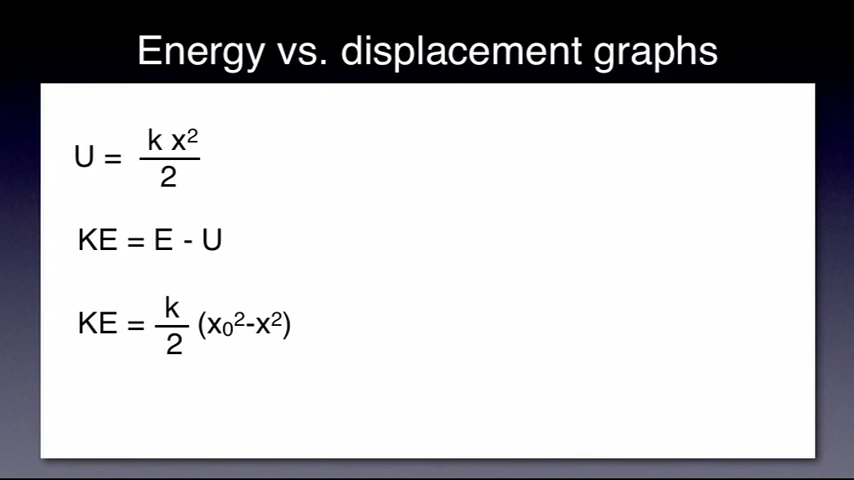 Energy vs. displacement graphs
U = k x²/2
KE = E - U
KE = k/2 (x₀²-x²)